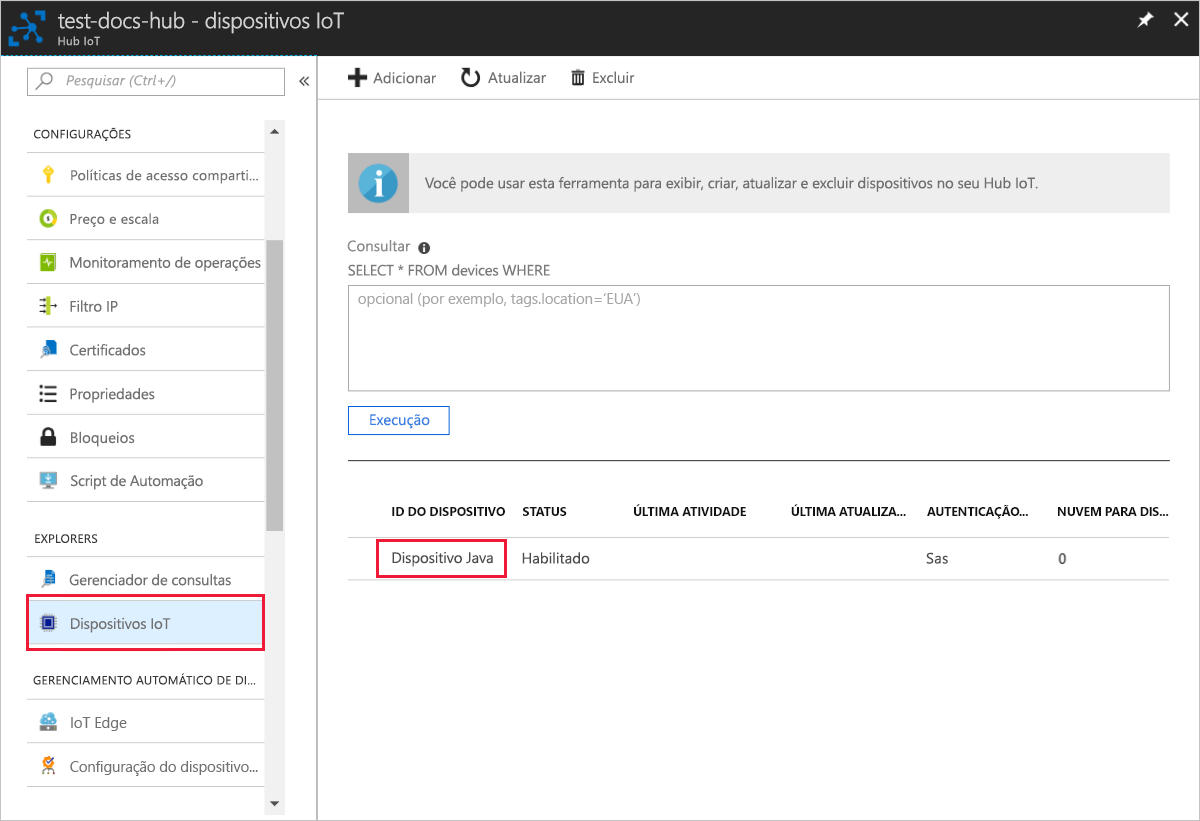 test-docs-hub - dispositivos IoT
Hub IoT
Pesquisar (Ctrl+/)
CONFIGURAÇÕES
Políticas de acesso comparti...
Preço e escala
Monitoramento de operações
Filtro IP
Certificados
Propriedades
Bloqueios
Script de Automação
EXPLORERS
Gerenciador de consultas
Dispositivos IoT
GERENCIAMENTO AUTOMÁTICO DE DI...
IoT Edge
Configuração do dispositivo...
Adicionar Atualizar Excluir
Você pode usar esta ferramenta para exibir, criar, atualizar e excluir dispositivos no seu Hub IoT.
Consultar
SELECT * FROM devices WHERE
opcional (por exemplo, tags.location=‘EUA’)
Execução
ID DO DISPOSITIVO STATUS ÚLTIMA ATIVIDADE ÚLTIMA ATUALIZA... AUTENTICAÇÃO... NUVEM PARA DIS...
Dispositivo Java Habilitado Sas 0